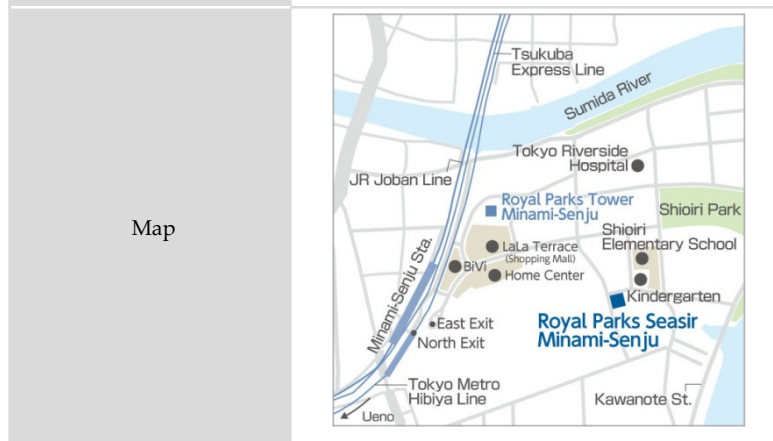 Map
Tsukuba
Express Line
Sumida River
Tokyo Riverside
Hospital
JR Joban Line
Royal Parks Tower
Minami-Senju
Shioiri Park
Shioiri
Elementary School
LaLa Terrace
(Shopping Mall)
BiVi
Home Center
Minami-Senju Sta.
Kindergarten
Royal Parks Seasir
Minami-Senju
East Exit
North Exit
Tokyo Metro
Hibiya Line
Kawanote St.
Ueno